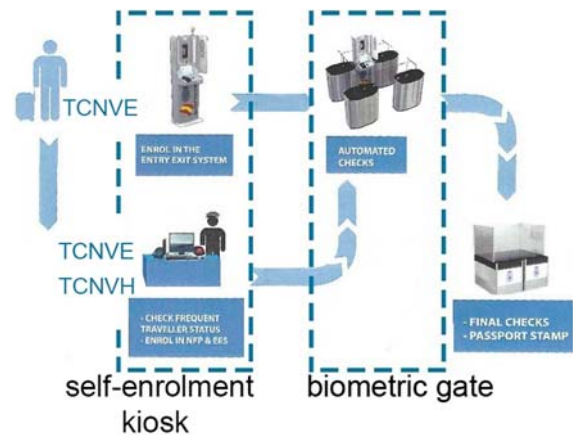 TCNVE
ENROL IN THE
ENTRY EXIT SYSTEM
AUTOMATED
CHECKS
TCNVE
TCNVH
- CHECK FREQUENT
TRAVELLER STATUS
- ENROL IN NFP & EES
- FINAL CHECKS
- PASSPORT STAMP
self-enrolment
kiosk
biometric gate